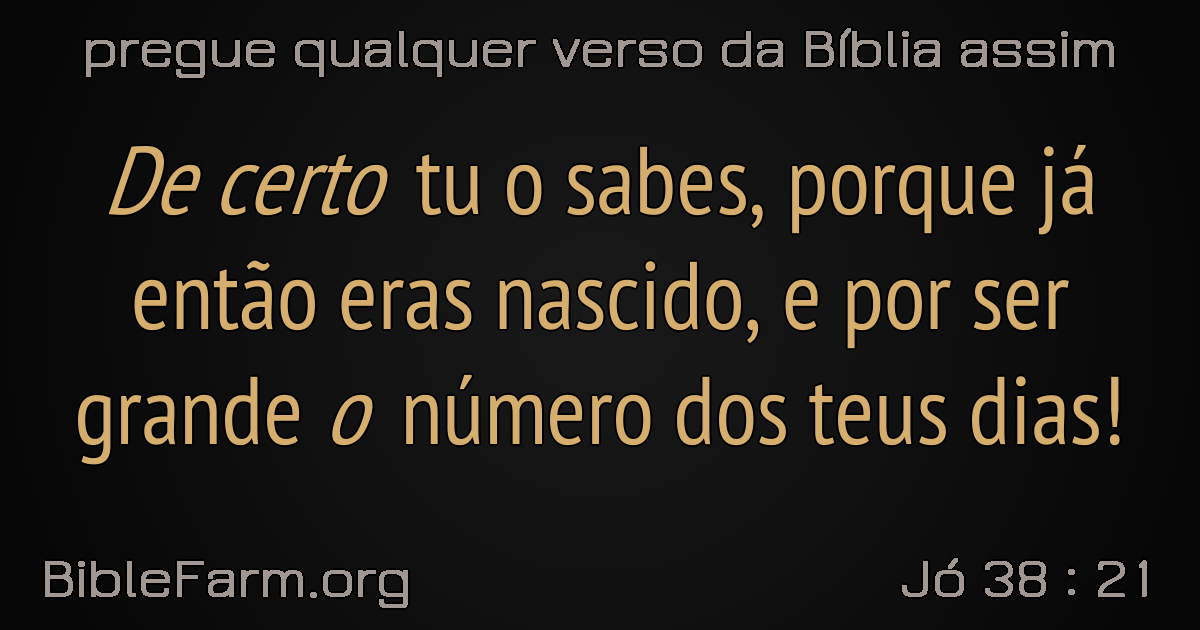 pregue qualquer verso da Bíblia assim
De certo tu o sabes, porque já
então eras nascido, e por ser
grande o número dos teus dias!
BibleFarm.org
Jó 38 : 21